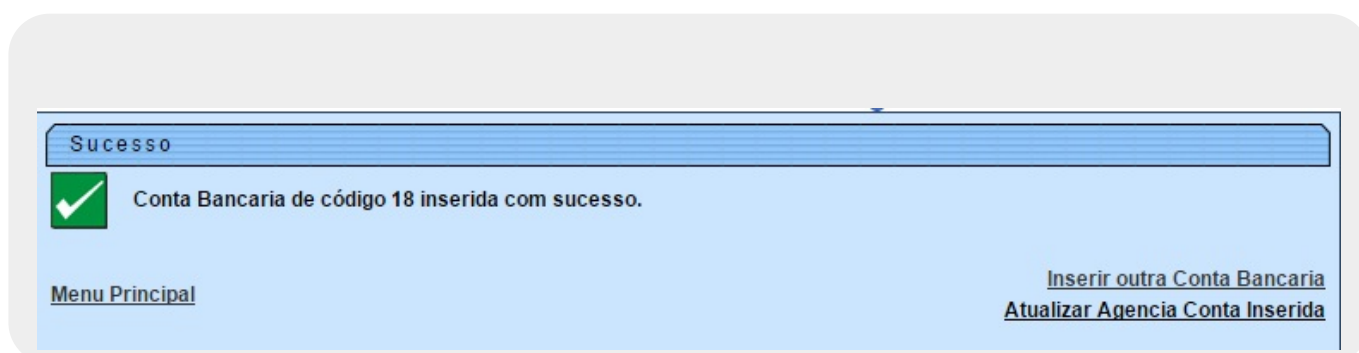 Sucesso
Conta Bancaria de código 18 inserida com sucesso.
Menu Principal
Inserir outra Conta Bancaria
Atualizar Agencia Conta Inserida